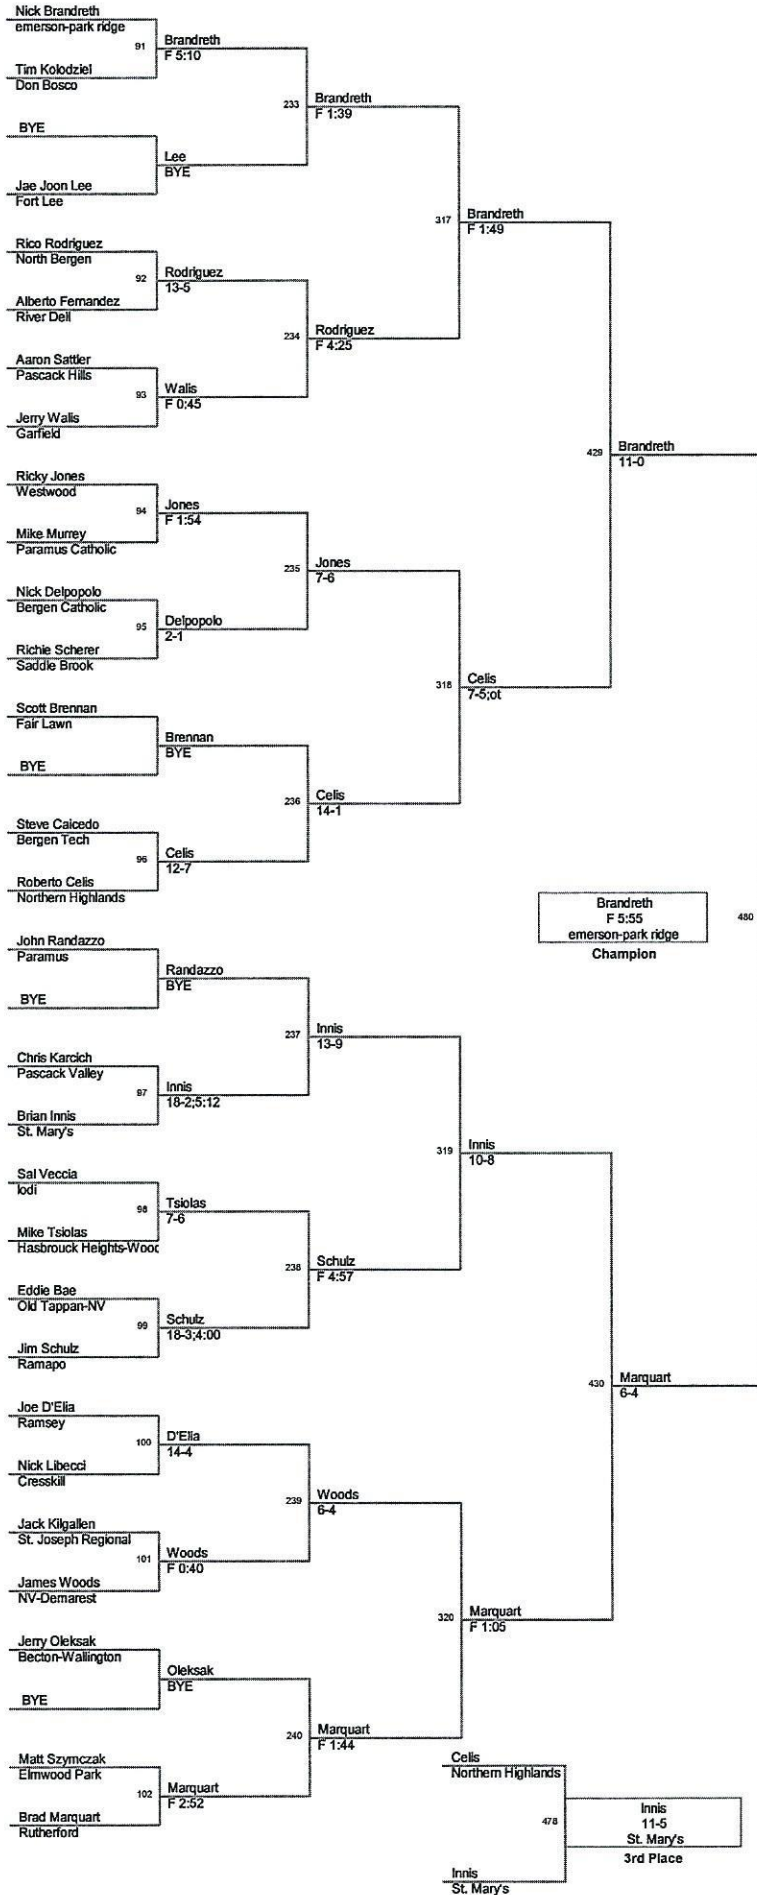 Nick Brandreth
emerson-park ridge
91
Brandreth
F 5:10
Tim Kolodziel
Don Bosco
233
Brandreth
F 1:39
BYE
Lee
BYE
Jae Joon Lee
Fort Lee
317
Brandreth
F 1:49
Rico Rodriguez
North Bergen
92
Rodriguez
13-5
Alberto Fernandez
River Dell
234
Rodriguez
F 4:25
Aaron Sattler
Pascack Hills
93
Walis
F 0:45
Jerry Walis
Garfield
429
Brandreth
11-0
Ricky Jones
Westwood
94
Jones
F 1:54
Mike Murrey
Paramus Catholic
235
Jones
7-6
Nick Delpopolo
Bergen Catholic
95
Delpopolo
2-1
Richie Scherer
Saddle Brook
318
Celis
7-5;ot
Scott Brennan
Fair Lawn
Brennan
BYE
BYE
236
Celis
14-1
Steve Caicedo
Bergen Tech
96
Celis
12-7
Roberto Celis
Northern Highlands
Brandreth
F 5:55
emerson-park ridge
480
Champion
John Randazzo
Paramus
Randazzo
BYE
BYE
237
Innis
13-9
Chris Karcich
Pascack Valley
97
Innis
18-2;5:12
Brian Innis
St. Mary's
319
Innis
10-8
Sal Veccia
lodi
98
Tsiolas
7-6
Mike Tsiolas
Hasbrouck Heights-Wood
238
Schulz
F 4:57
Eddie Bae
Old Tappan-NV
99
Schulz
18-3;4:00
Jim Schulz
Ramapo
430
Marquart
6-4
Joe D'Elia
Ramsey
100
D'Elia
14-4
Nick Libecci
Cresskill
239
Woods
6-4
Jack Kilgallen
St. Joseph Regional
101
Woods
F 0:40
James Woods
NV-Demarest
320
Marquart
F 1:05
Jerry Oleksak
Becton-Wallington
Oleksak
BYE
BYE
240
Marquart
F 1:44
Matt Szymczak
Elmwood Park
102
Marquart
F 2:52
Brad Marquart
Rutherford
Celis
Northern Highlands
478
Innis
11-5
St. Mary's
3rd Place
Innis
St. Mary's